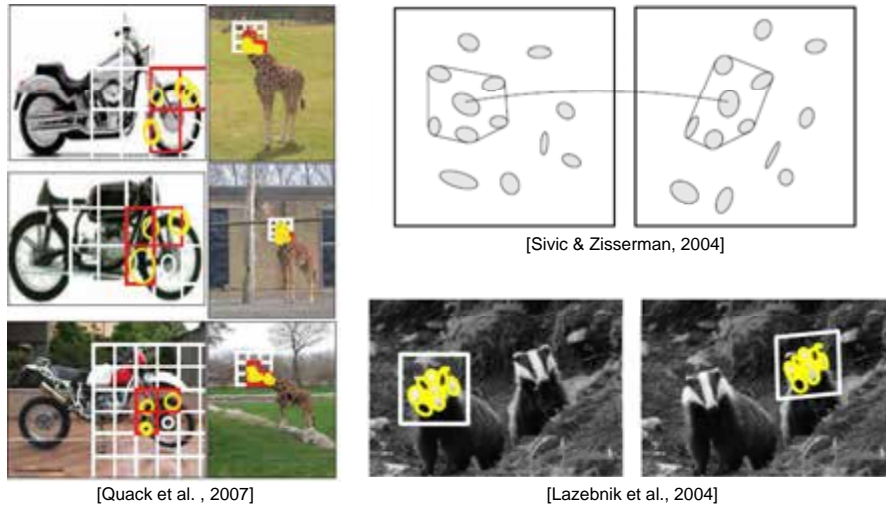 [Sivic & Zisserman, 2004]
[Quack et al. , 2007]
[Lazebnik et al., 2004]